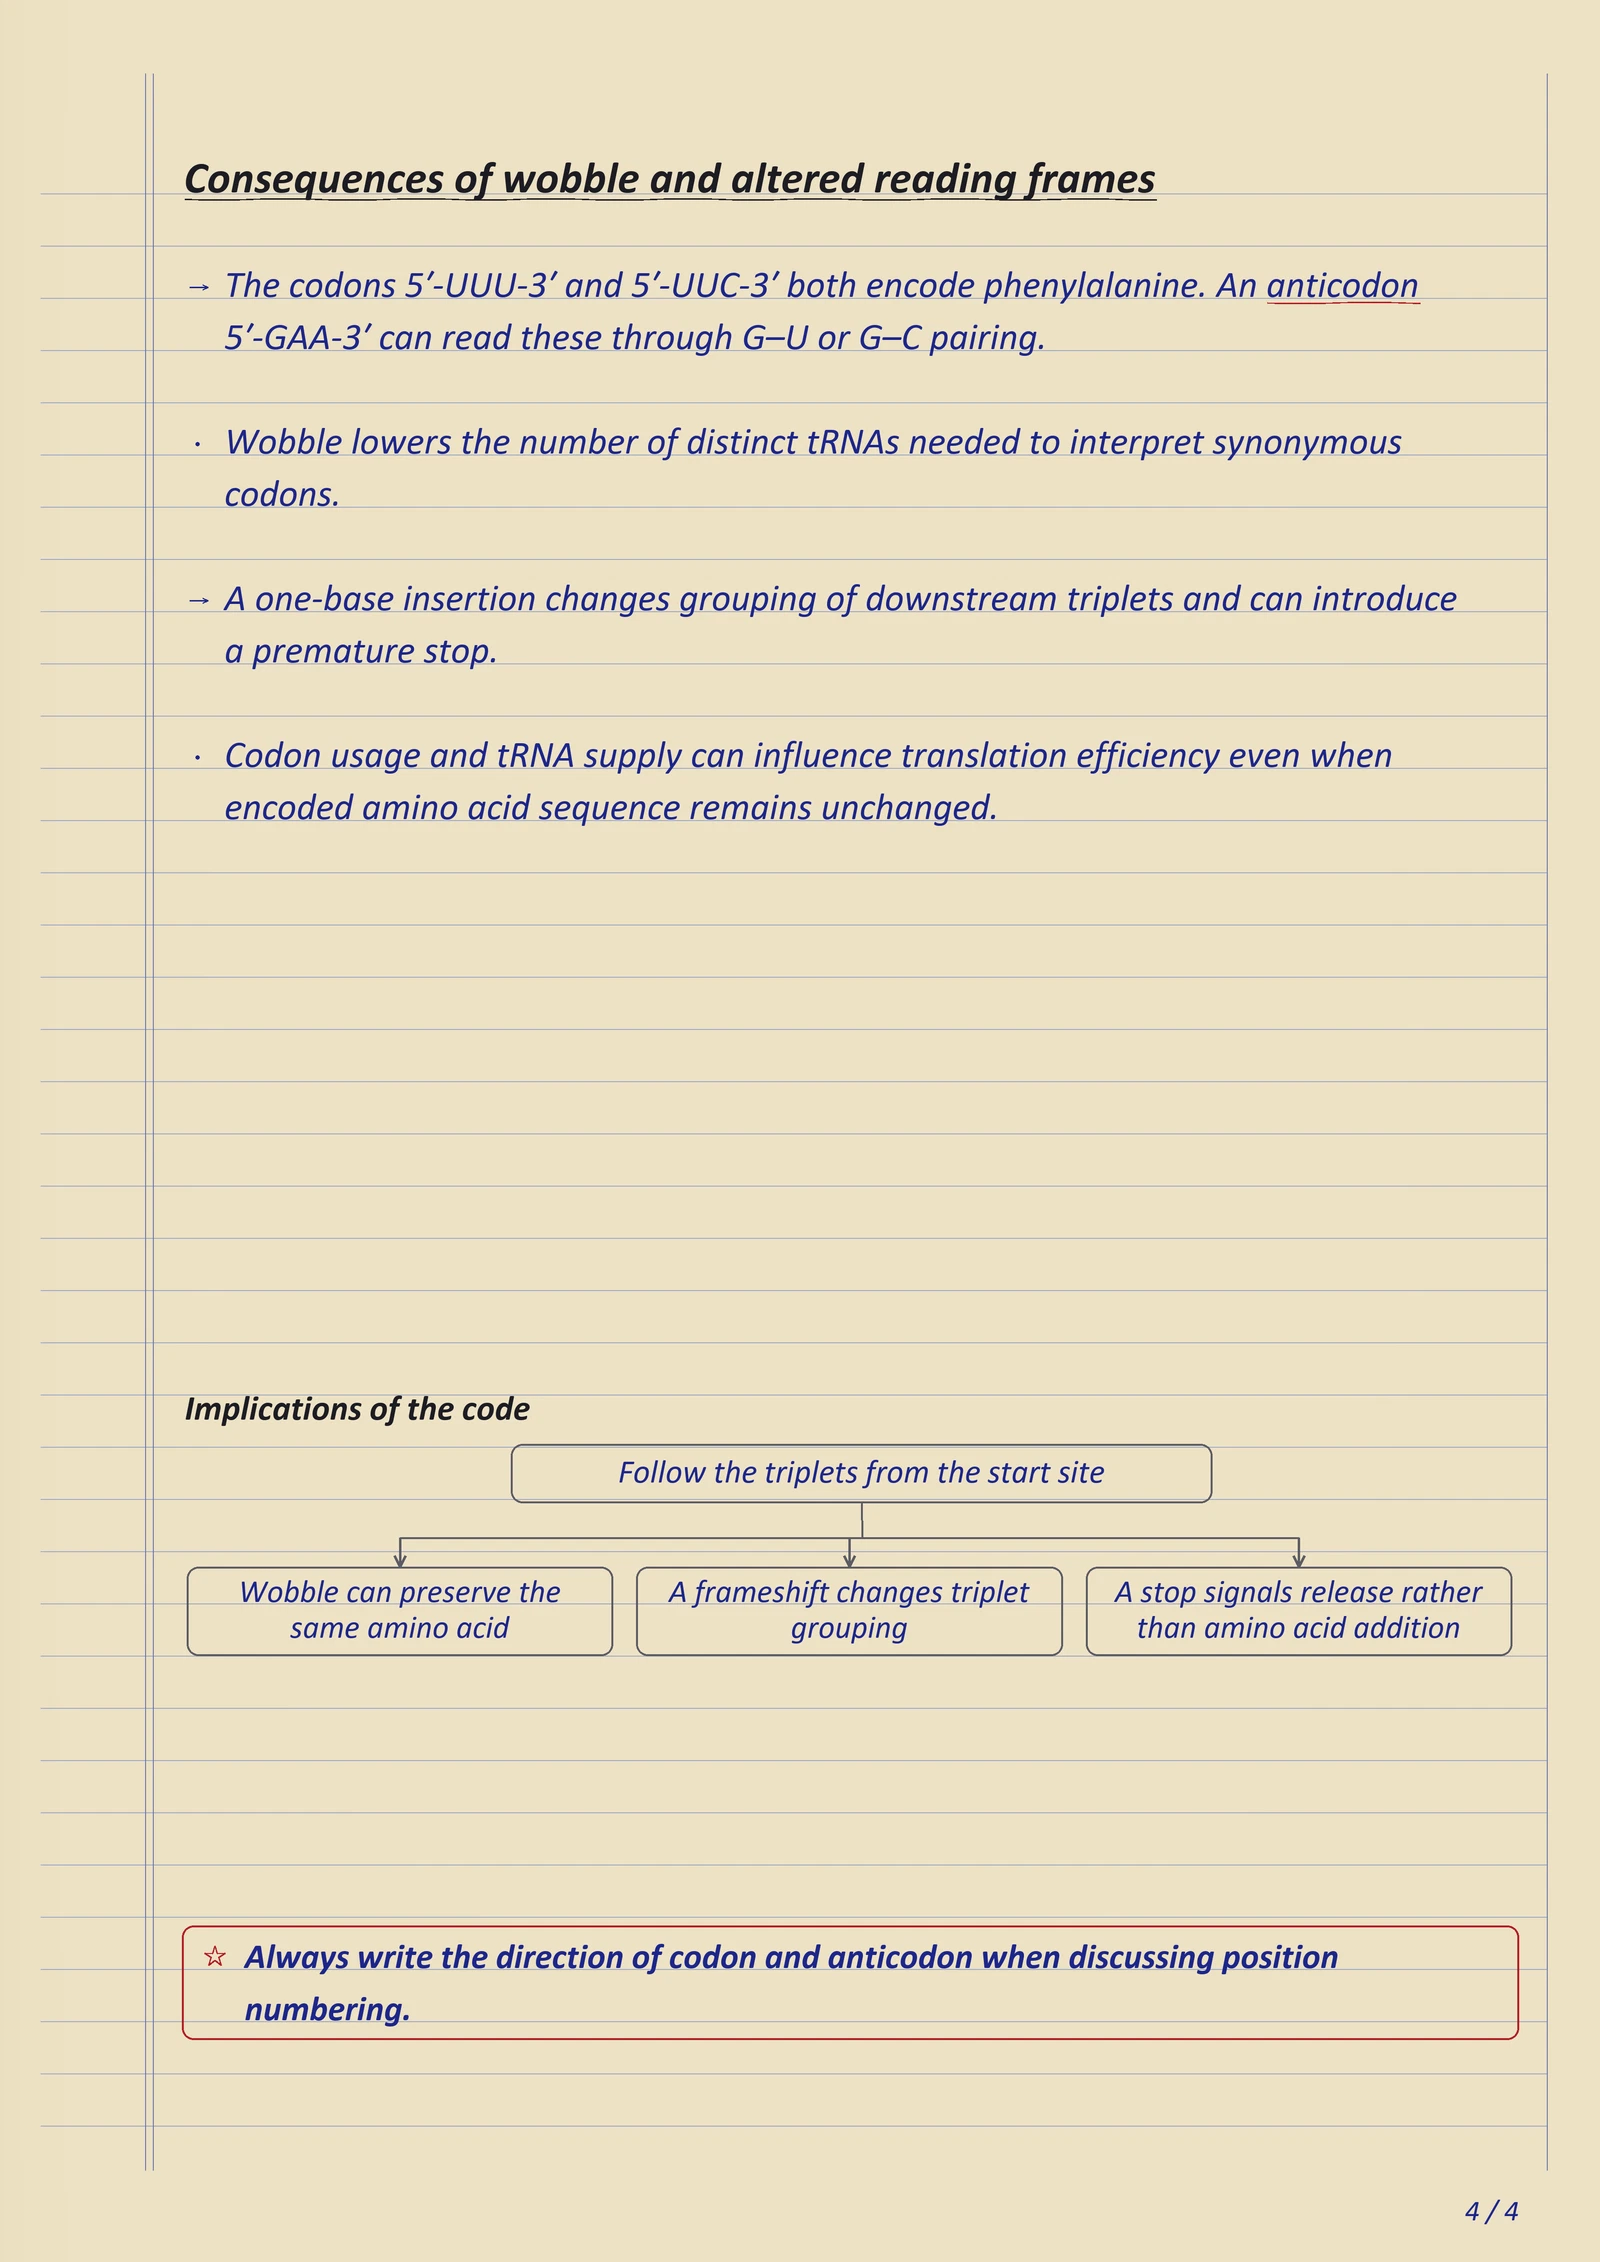 Consequences of wobble and altered reading frames
→ The codons 5′-UUU-3′ and 5′-UUC-3′ both encode phenylalanine. An anticodon
5′-GAA-3′ can read these through G–U or G–C pairing.
· Wobble lowers the number of distinct tRNAs needed to interpret synonymous
codons.
→ A one-base insertion changes grouping of downstream triplets and can introduce
a premature stop.
· Codon usage and tRNA supply can influence translation efficiency even when
encoded amino acid sequence remains unchanged.
Implications of the code
Follow the triplets from the start site
Wobble can preserve the
same amino acid
A frameshift changes triplet
grouping
A stop signals release rather
than amino acid addition
☆ Always write the direction of codon and anticodon when discussing position
numbering.
4 / 4